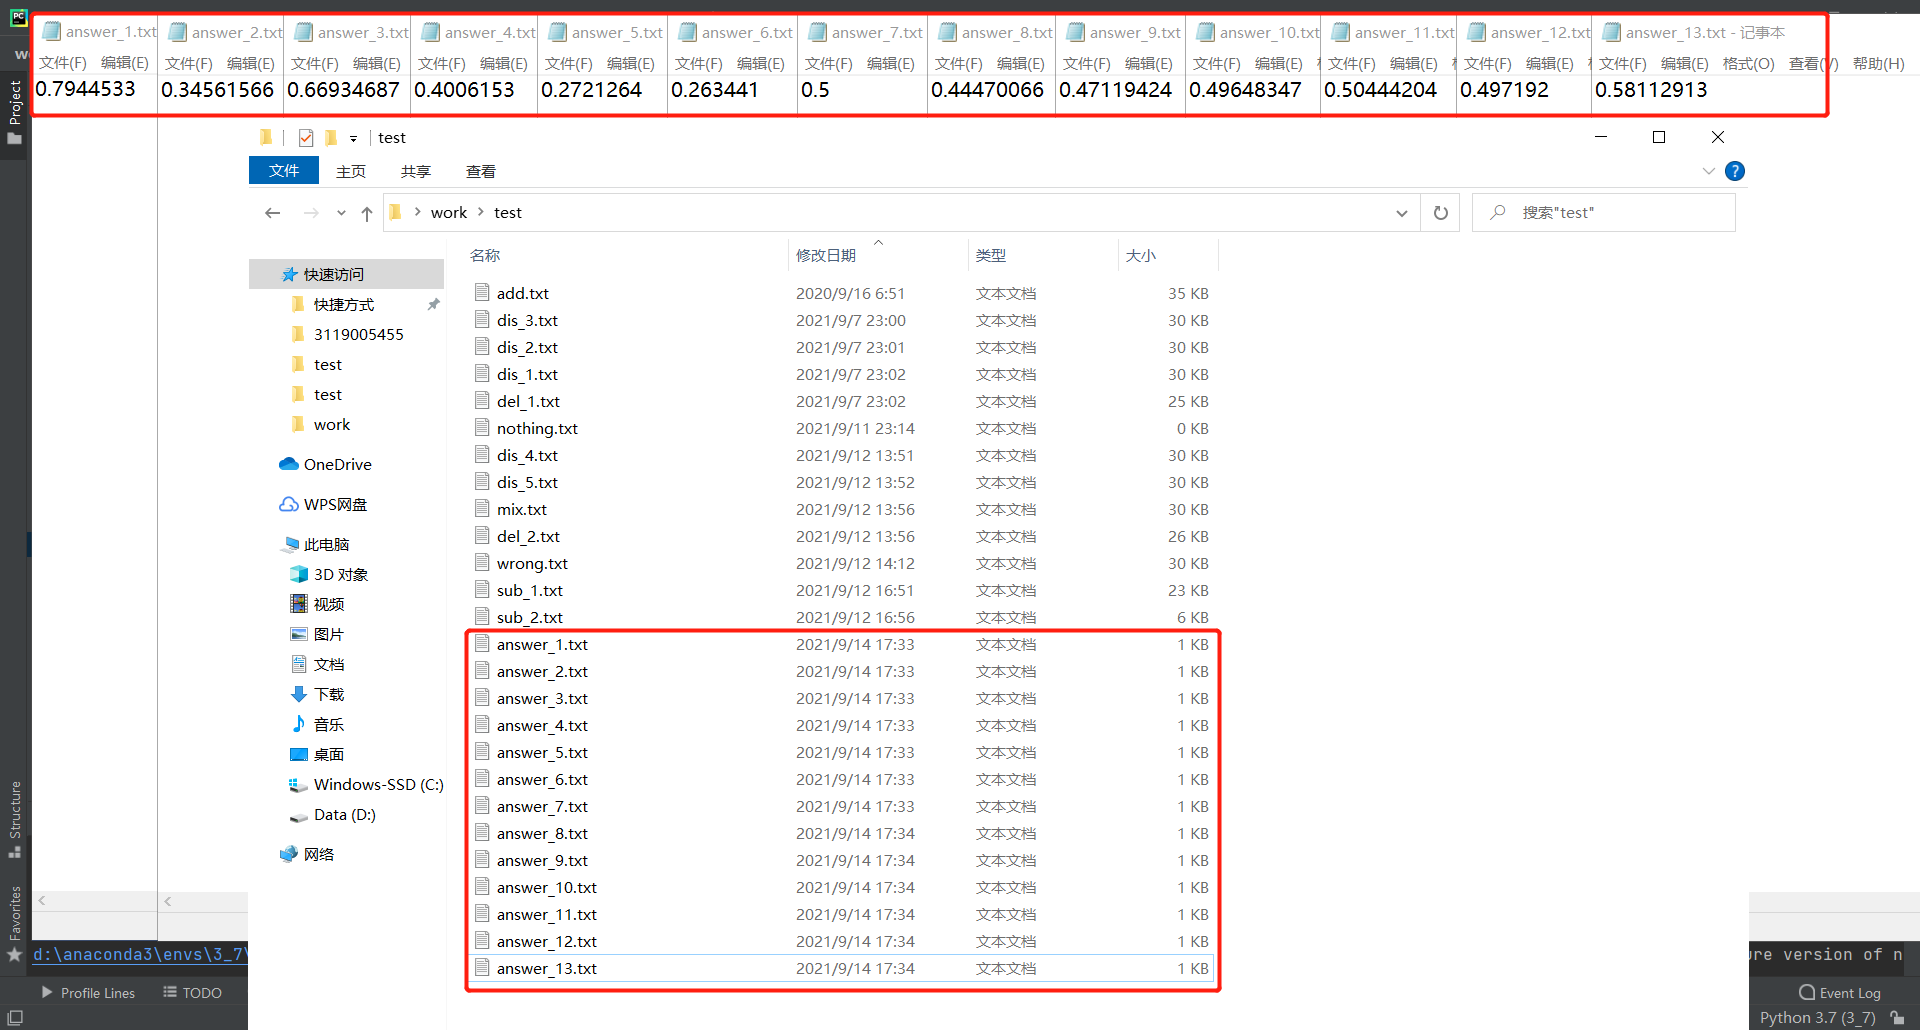 PC
answer_1.txt answer_2.txt answer_3.txt answer_4.txt answer_5.txt answer_6.txt answer_7.txt answer_8.txt answer_9.txt answer_10.txt answer_11.txt answer_12.txt answer_13.txt - 记事本
文件(F) 编辑(E) 文件(F) 编辑(E) 文件(F) 编辑(E) 文件(F) 编辑(E) 文件(F) 编辑(E) 文件(F) 编辑(E) 文件(F) 编辑(E) 文件(F) 编辑(E) 文件(F) 编辑(E) 文件(F) 编辑(E) 文件(F) 编辑(E) 文件(F) 编辑(E) 文件(F) 编辑(E) 格式(O) 查看(V) 帮助(H)
0.7944533 0.34561566 0.66934687 0.4006153 0.2721264 0.263441 0.5 0.44470066 0.47119424 0.49648347 0.50444204 0.497192 0.58112913
Project
test
文件 主页 共享 查看
work test
搜索"test"
名称 修改日期 类型 大小
快速访问
快捷方式
3119005455
test
test
work
OneDrive
WPS网盘
此电脑
3D 对象
视频
图片
文档
下载
音乐
桌面
Windows-SSD (C:)
Data (D:)
网络
add.txt 2020/9/16 6:51 文本文档 35 KB
dis_3.txt 2021/9/7 23:00 文本文档 30 KB
dis_2.txt 2021/9/7 23:01 文本文档 30 KB
dis_1.txt 2021/9/7 23:02 文本文档 30 KB
del_1.txt 2021/9/7 23:02 文本文档 25 KB
nothing.txt 2021/9/11 23:14 文本文档 0 KB
dis_4.txt 2021/9/12 13:51 文本文档 30 KB
dis_5.txt 2021/9/12 13:52 文本文档 30 KB
mix.txt 2021/9/12 13:56 文本文档 30 KB
del_2.txt 2021/9/12 13:56 文本文档 26 KB
wrong.txt 2021/9/12 14:12 文本文档 30 KB
sub_1.txt 2021/9/12 16:51 文本文档 23 KB
sub_2.txt 2021/9/12 16:56 文本文档 6 KB
answer_1.txt 2021/9/14 17:33 文本文档 1 KB
answer_2.txt 2021/9/14 17:33 文本文档 1 KB
answer_3.txt 2021/9/14 17:33 文本文档 1 KB
answer_4.txt 2021/9/14 17:33 文本文档 1 KB
answer_5.txt 2021/9/14 17:33 文本文档 1 KB
answer_6.txt 2021/9/14 17:33 文本文档 1 KB
answer_7.txt 2021/9/14 17:33 文本文档 1 KB
answer_8.txt 2021/9/14 17:34 文本文档 1 KB
answer_9.txt 2021/9/14 17:34 文本文档 1 KB
answer_10.txt 2021/9/14 17:34 文本文档 1 KB
answer_11.txt 2021/9/14 17:34 文本文档 1 KB
answer_12.txt 2021/9/14 17:34 文本文档 1 KB
answer_13.txt 2021/9/14 17:34 文本文档 1 KB
Structure
Favorites
d:\anaconda3\envs\3_7\
ure version of n
Profile Lines TODO
Event Log
Python 3.7 (3_7)